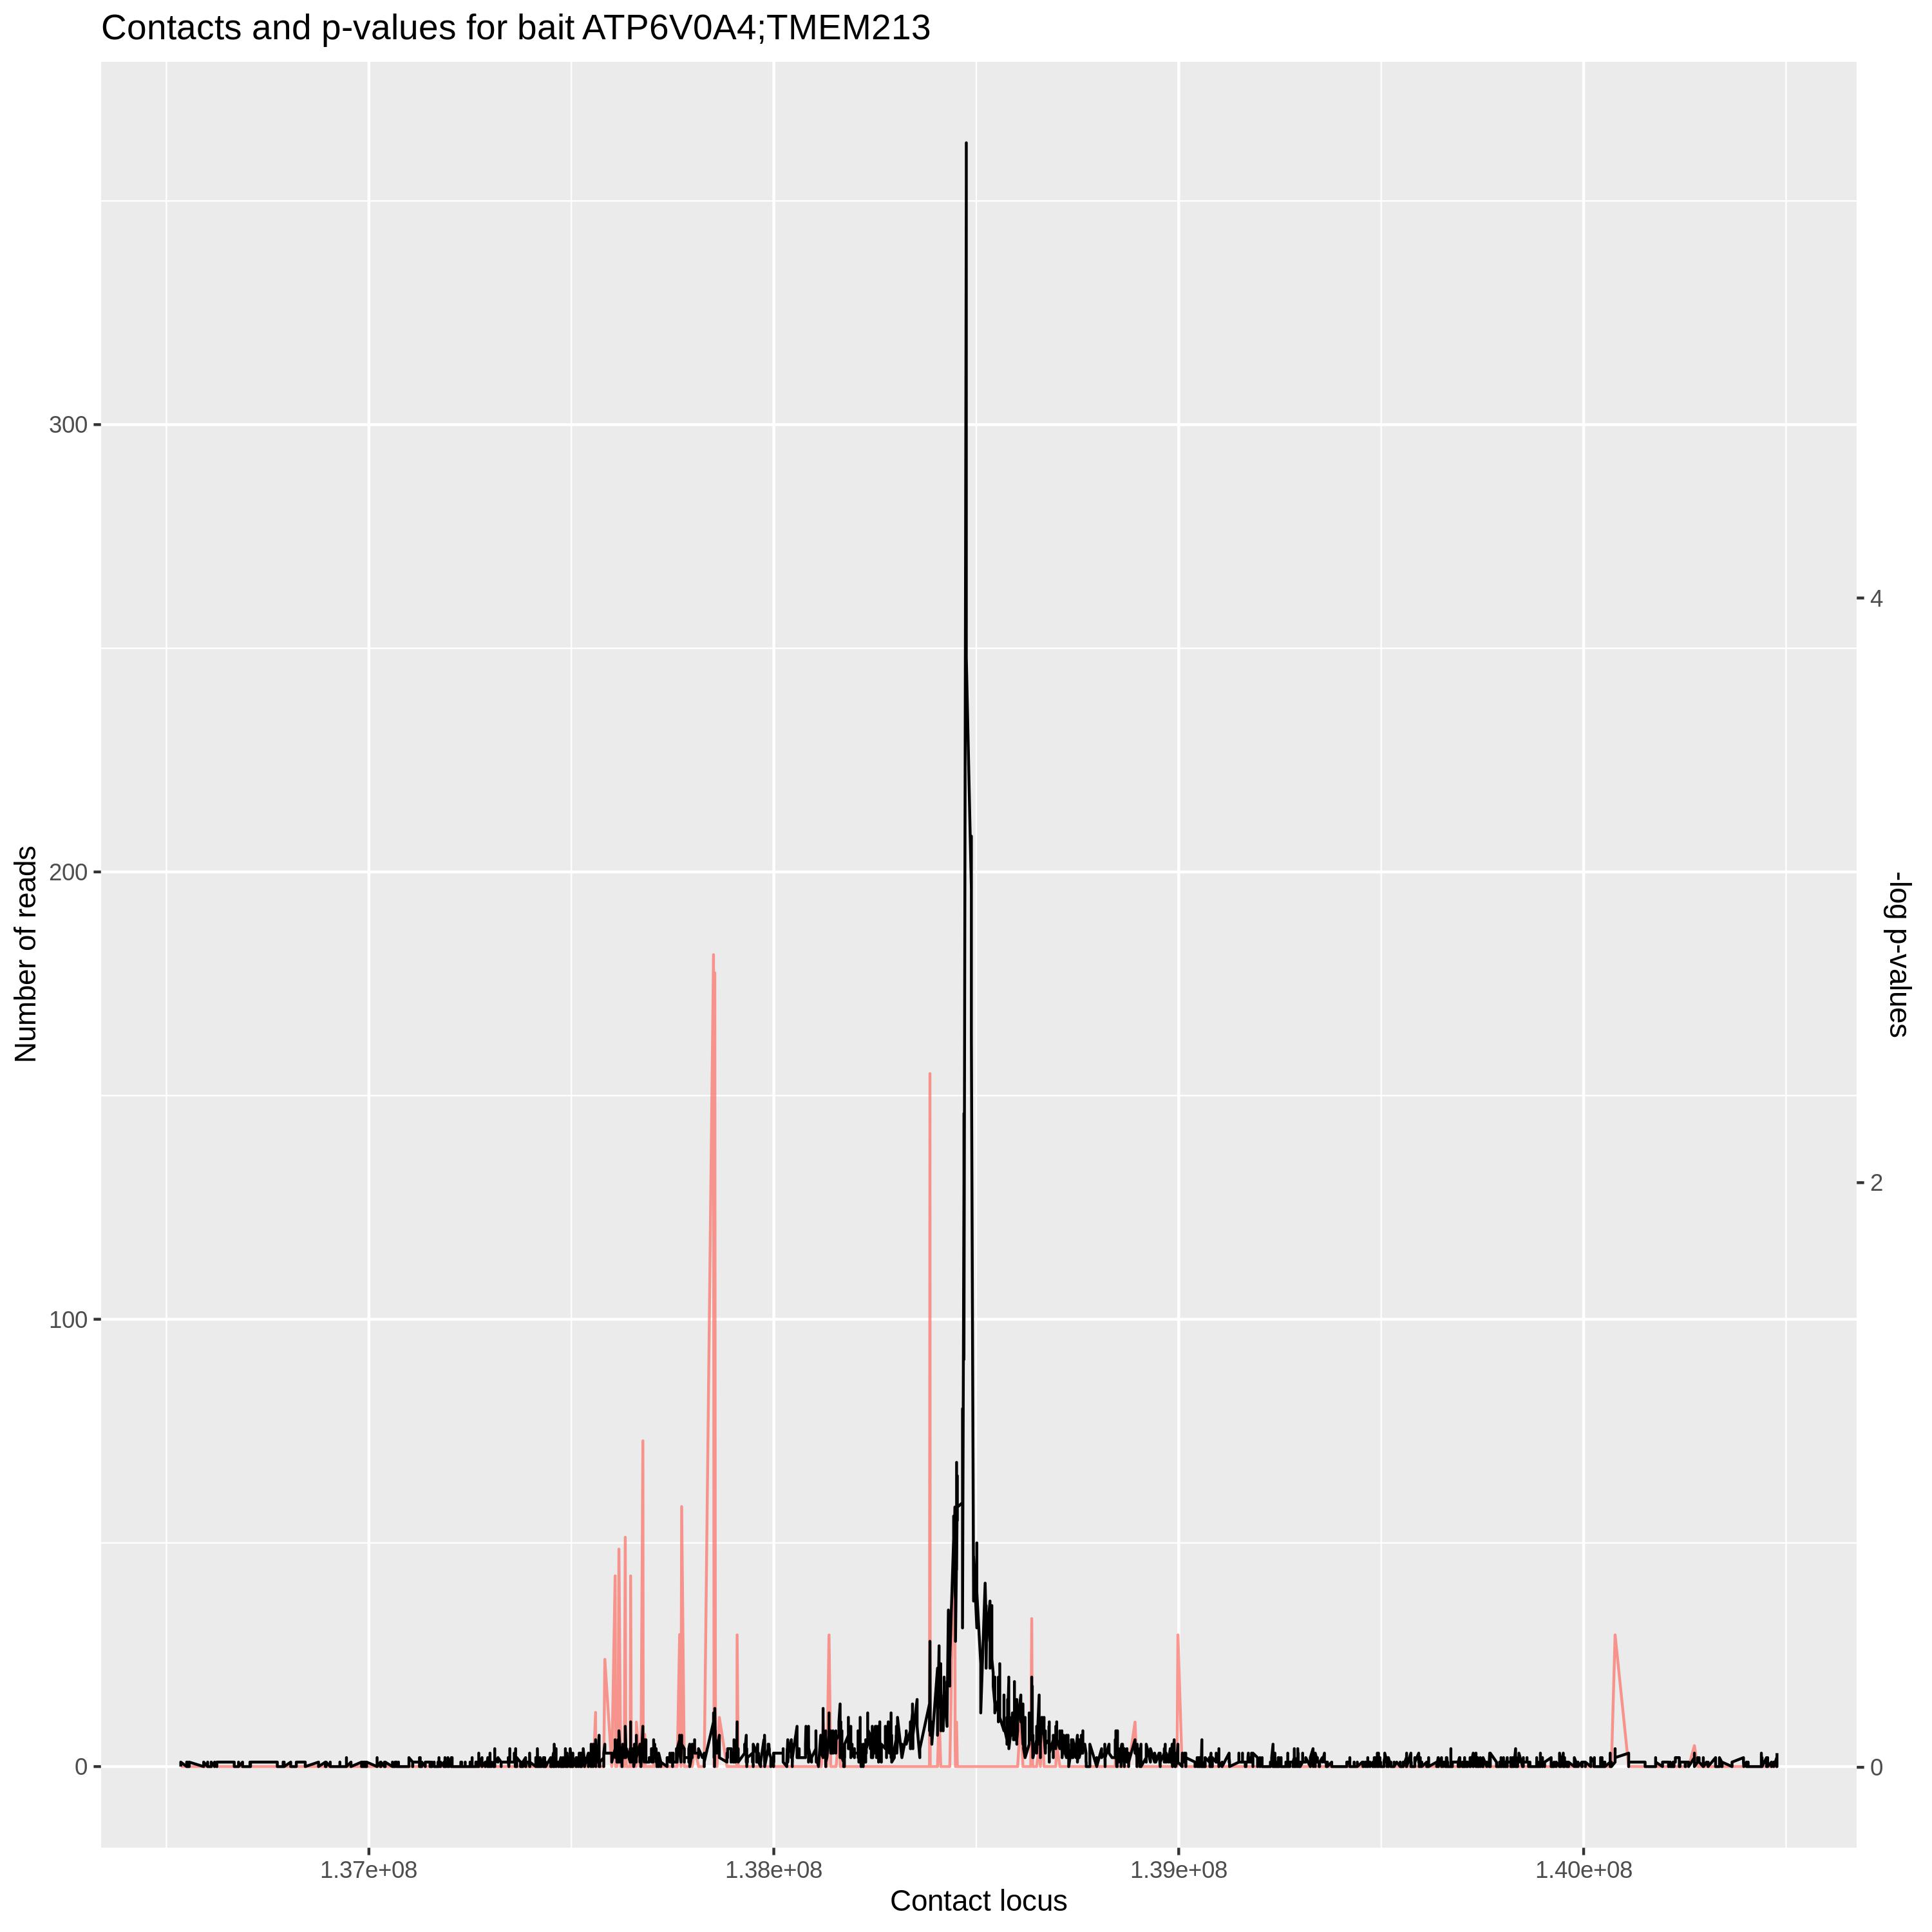 Contacts and p-values for bait ATP6V0A4;TMEM213
Number of reads
300
200
100
0
4
2
0
-log p-values
1.37e+08
1.38e+08
1.39e+08
1.40e+08
Contact locus